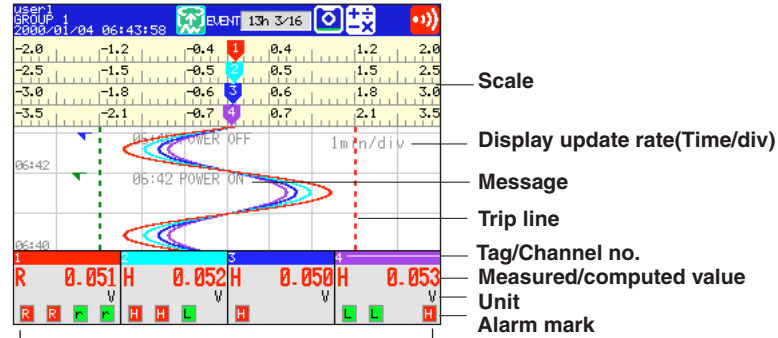 user1
GROUP 1
2000/01/04 06:43:58 EVENT 13h 3/16
-2.0 -1.2 -0.4 1 0.4 1.2 2.0
-2.5 -1.5 -0.5 2 0.5 1.5 2.5
-3.0 -1.8 -0.6 3 0.6 1.8 3.0
-3.5 -2.1 -0.7 4 0.7 2.1 3.5
Scale
POWER OFF 1min/div
Display update rate(Time/div)
06:42
06:42 POWER ON
Message
Trip line
06:40
1 2 3 4
Tag/Channel no.
R 0.051 H 0.052 H 0.050 H 0.053
Measured/computed value
V V V V
Unit
R R r r H H L H L L H
Alarm mark